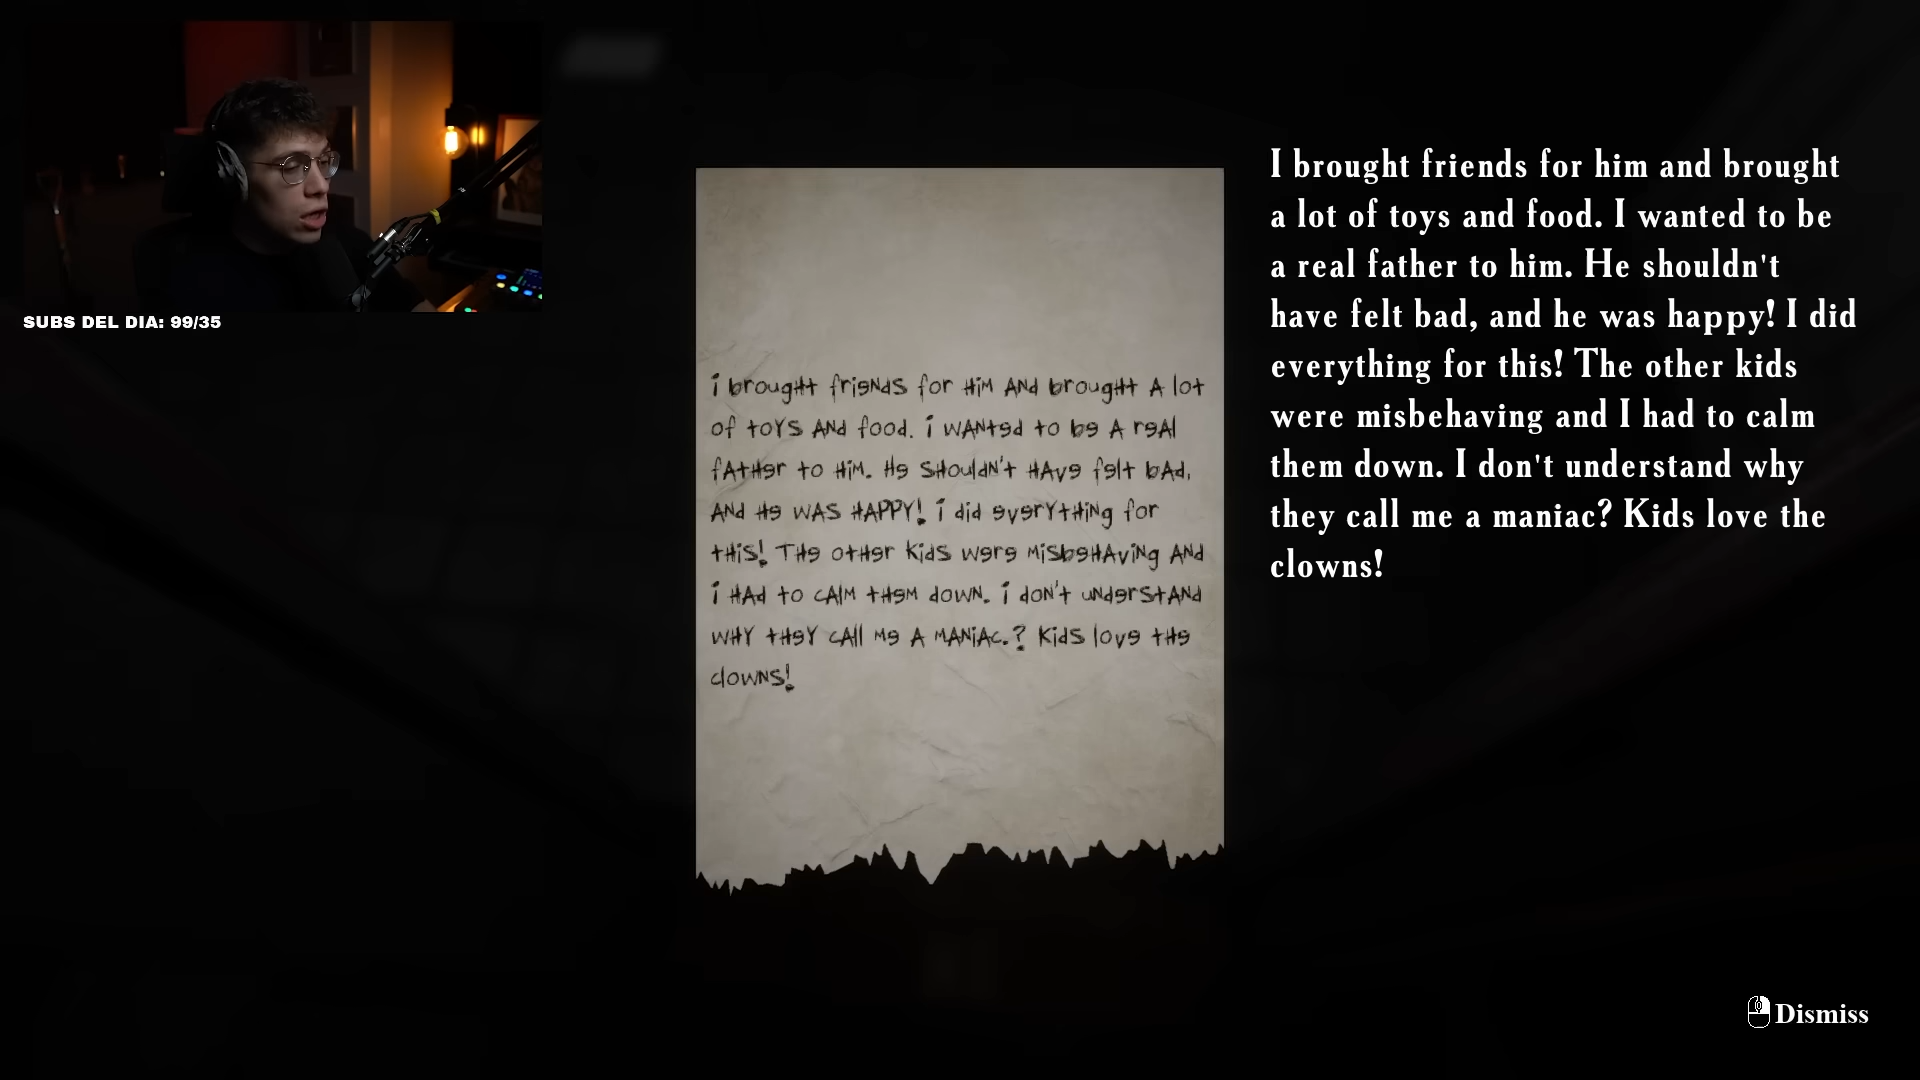 SUBS DEL DIA: 99/35
i brought friends for him and brought a lot
of toys and food. i wanted to be a real
father to him. He shouldn't have felt bad,
and he was happy! i did everything for
this! The other kids were misbehaving and
i had to calm them down. i don't understand
why they call me a maniac.? Kids love the
clowns!
I brought friends for him and brought
a lot of toys and food. I wanted to be
a real father to him. He shouldn't
have felt bad, and he was happy! I did
everything for this! The other kids
were misbehaving and I had to calm
them down. I don't understand why
they call me a maniac? Kids love the
clowns!
Dismiss